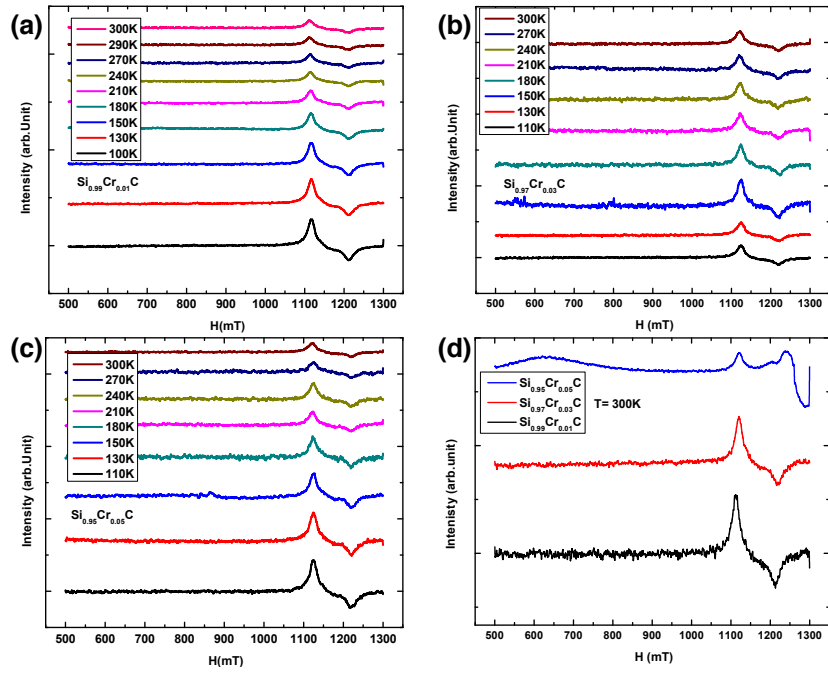 (a)
300K
290K
270K
240K
210K
180K
150K
130K
100K
Si0.99Cr0.01C
Intensity (arb.Unit)
500 600 700 800 900 1000 1100 1200 1300
H(mT)
(b)
300K
270K
240K
210K
180K
150K
130K
110K
Si0.97Cr0.03C
Intensity(arb.Unit)
500 600 700 800 900 1000 1100 1200 1300
H (mT)
(c)
300K
270K
240K
210K
180K
150K
130K
110K
Si0.95Cr0.05C
Intensity (arb.Unit)
500 600 700 800 900 1000 1100 1200 1300
H(mT)
(d)
Si0.95Cr0.05C
Si0.97Cr0.03C
Si0.99Cr0.01C
T= 300K
Intenisty (arb.unit)
500 600 700 800 900 1000 1100 1200 1300
H (mT)